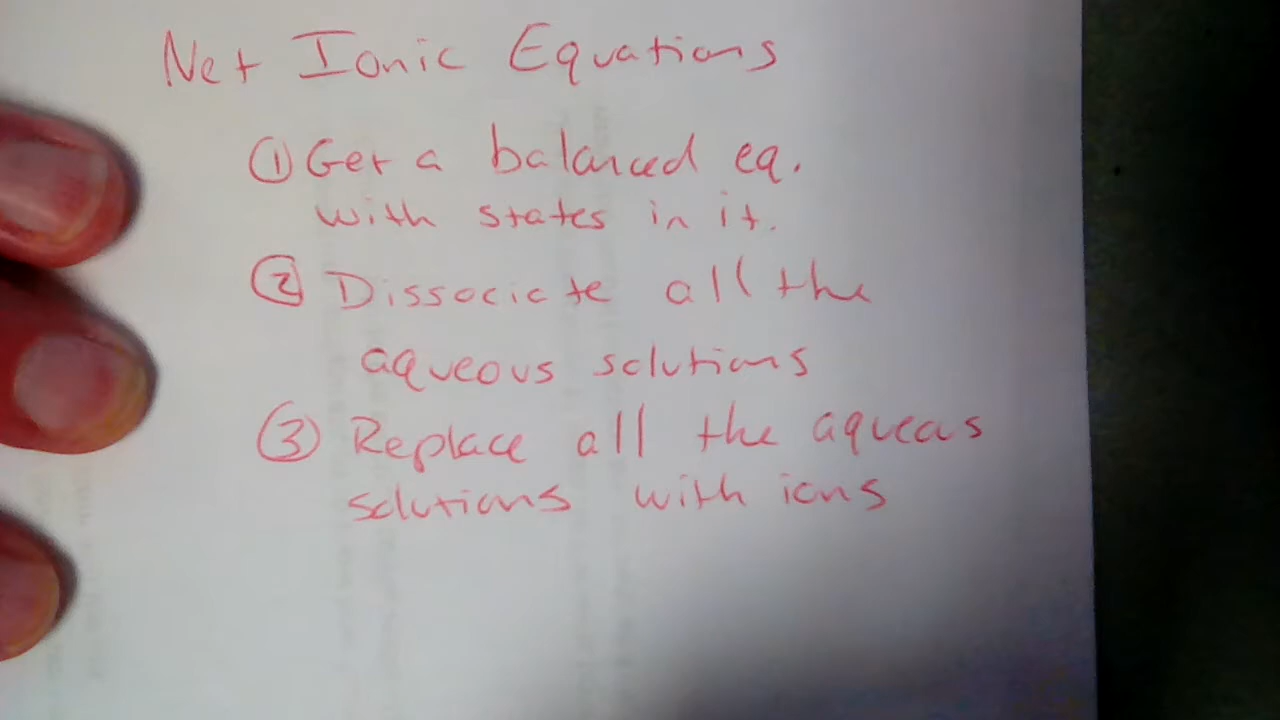 Net Ionic Equations
① Get a balanced eq.
with states in it.
② Dissociate all the
aqueous solutions
③ Replace all the aqueous
solutions with ions